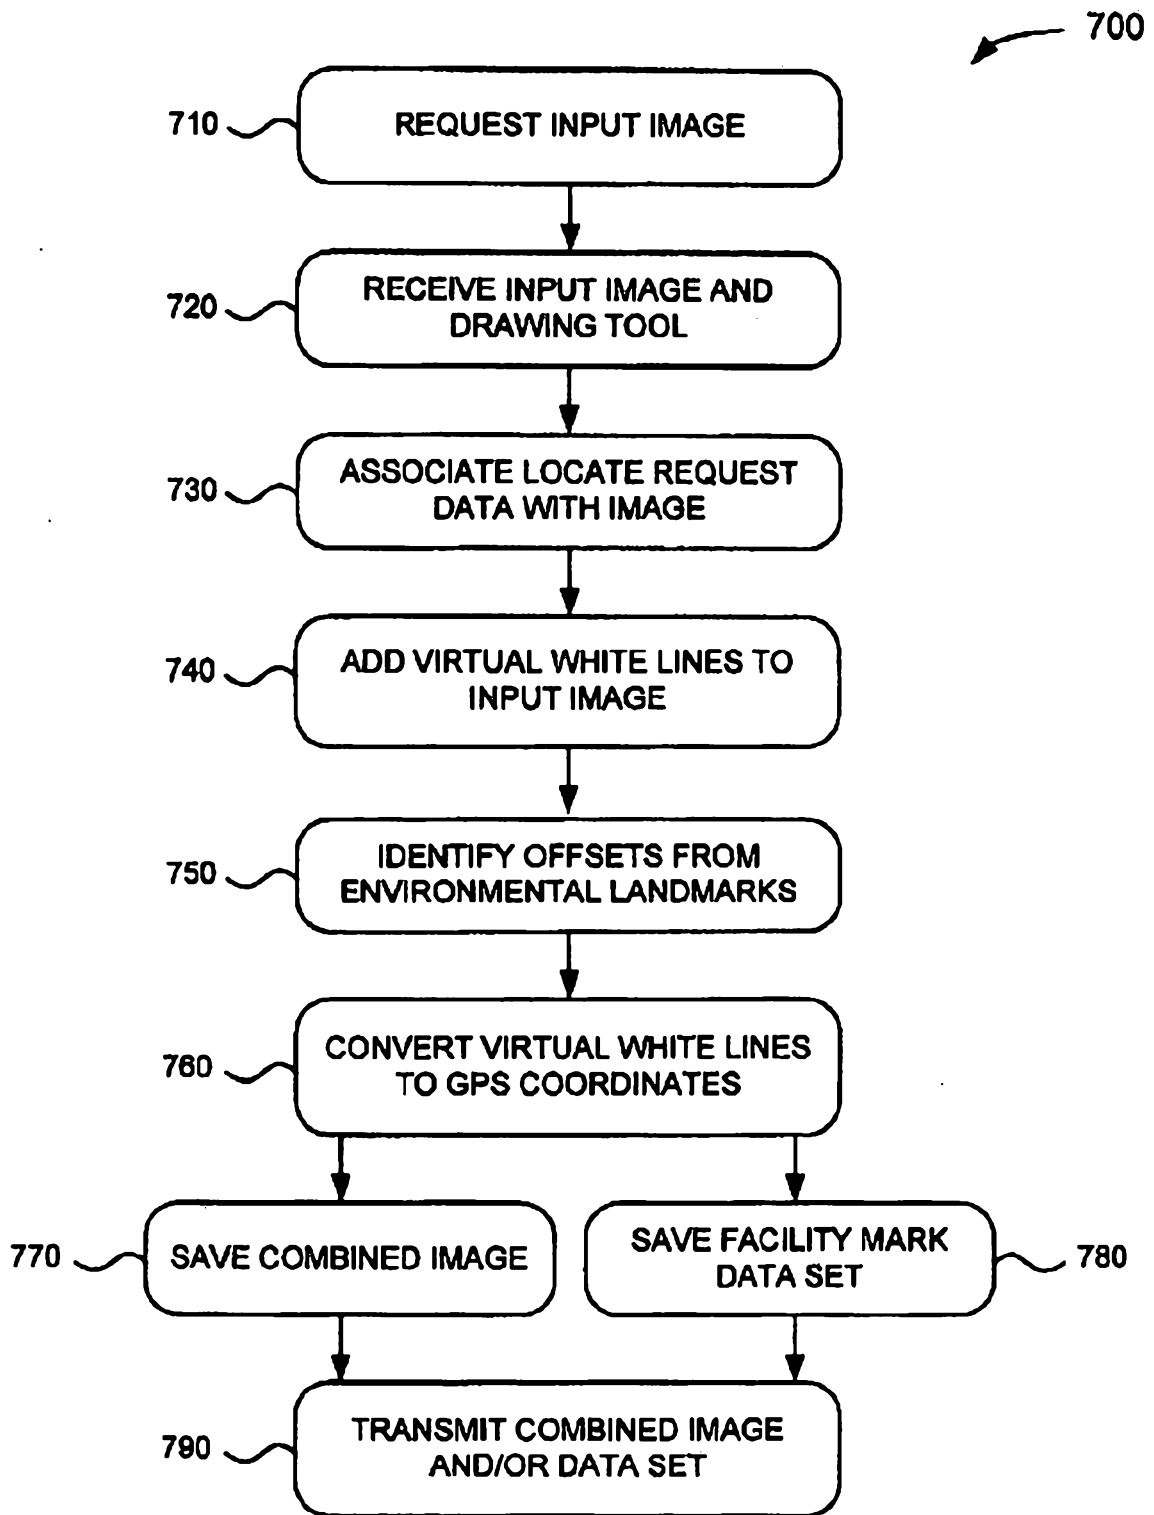 700
710
REQUEST INPUT IMAGE
720
RECEIVE INPUT IMAGE AND
DRAWING TOOL
730
ASSOCIATE LOCATE REQUEST
DATA WITH IMAGE
740
ADD VIRTUAL WHITE LINES TO
INPUT IMAGE
750
IDENTIFY OFFSETS FROM
ENVIRONMENTAL LANDMARKS
760
CONVERT VIRTUAL WHITE LINES
TO GPS COORDINATES
770
SAVE COMBINED IMAGE
SAVE FACILITY MARK
DATA SET
780
790
TRANSMIT COMBINED IMAGE
AND/OR DATA SET